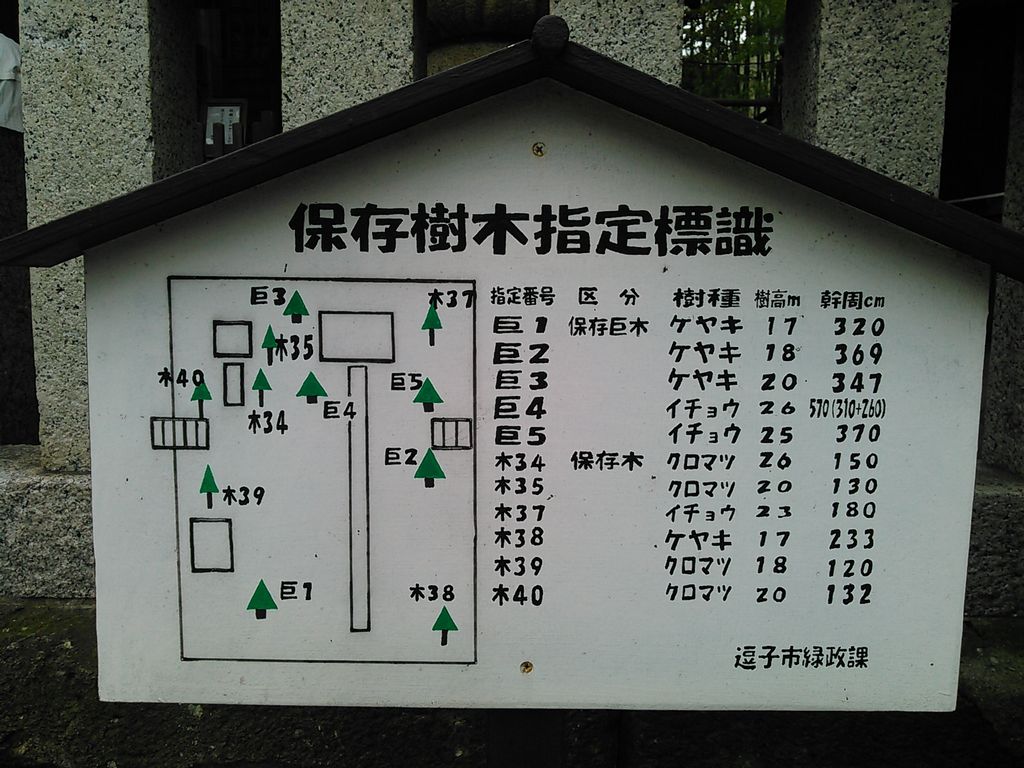 保存樹木指定標識
巨3
木37
木35
木40
巨5
巨4
木34
巨2
木39
巨1
木38
指定番号 区分 樹種 樹高m 幹周cm
巨1 保存巨木 ケヤキ 17 320
巨2 ケヤキ 18 369
巨3 ケヤキ 20 347
巨4 イチョウ 26 570(310+260)
巨5 イチョウ 25 370
木34 保存木 クロマツ 26 150
木35 クロマツ 20 130
木37 イチョウ 23 180
木38 ケヤキ 17 233
木39 クロマツ 18 120
木40 クロマツ 20 132
逗子市緑政課